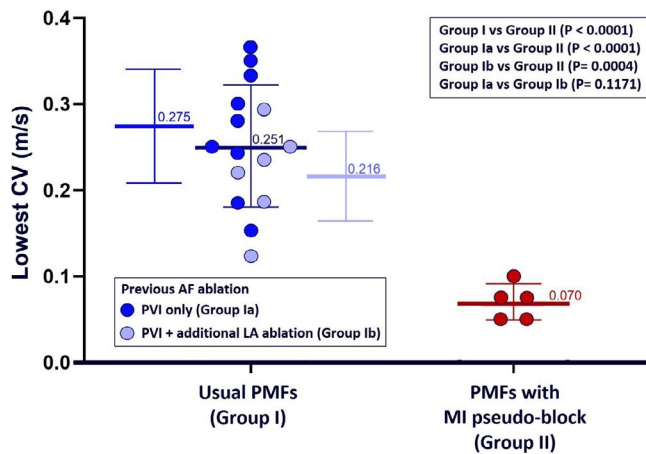 Group I vs Group II (P < 0.0001)
Group Ia vs Group II (P < 0.0001)
Group Ib vs Group II (P= 0.0004)
Group Ia vs Group Ib (P= 0.1171)
Lowest CV (m/s)
0.4
0.3
0.2
0.1
0.0
0.275
0.251
0.216
0.070
Previous AF ablation
PVI only (Group Ia)
PVI + additional LA ablation (Group Ib)
Usual PMFs
(Group I)
PMFs with
MI pseudo-block
(Group II)